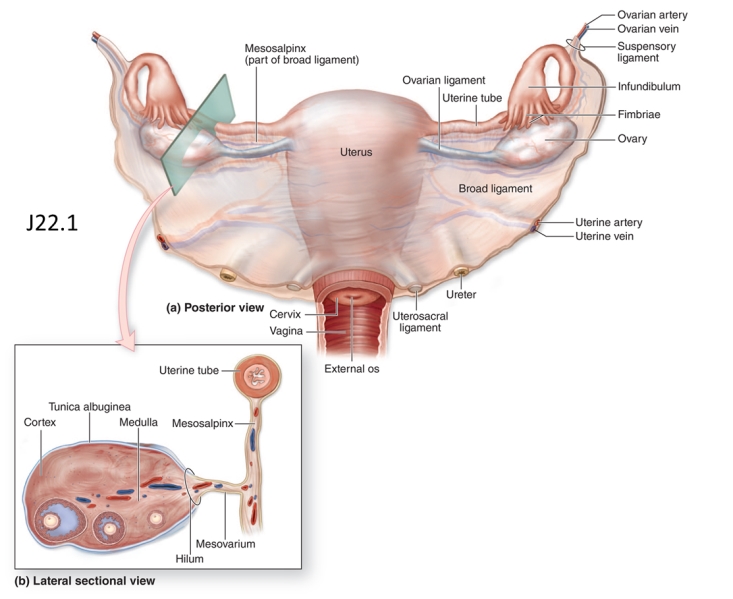 Ovarian artery
Ovarian vein
Suspensory
ligament
Mesosalpinx
(part of broad ligament)
Ovarian ligament
Uterine tube
Infundibulum
Fimbriae
Ovary
Uterus
Broad ligament
J22.1
Uterine artery
Uterine vein
Ureter
(a) Posterior view
Cervix
Uterosacral
ligament
Vagina
External os
Uterine tube
Tunica albuginea
Cortex
Medulla
Mesosalpinx
Mesovarium
Hilum
(b) Lateral sectional view